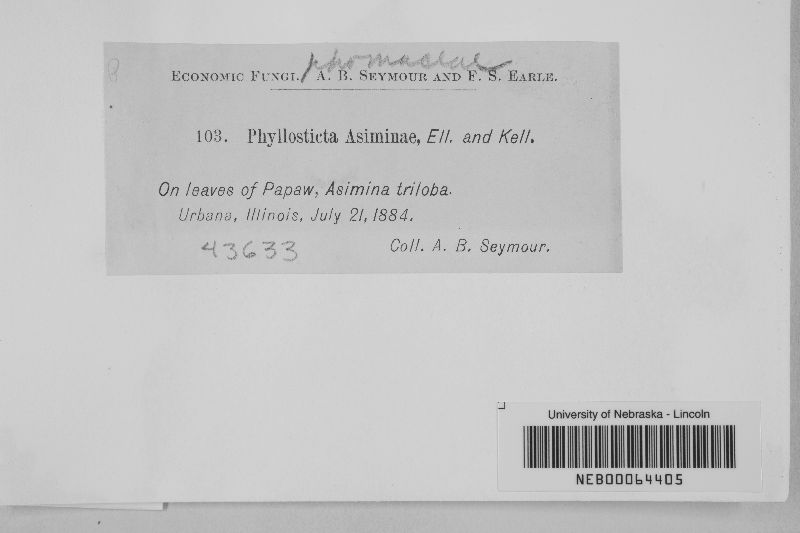 phomaceae
Economic Fungi. A. B. Seymour and F. S. Earle.
103. Phyllosticta Asiminae, Ell. and Kell.
On leaves of Papaw, Asimina triloba.
Urbana, Illinois, July 21, 1884.
43633 Coll. A. B. Seymour.
University of Nebraska - Lincoln
NEB00064405